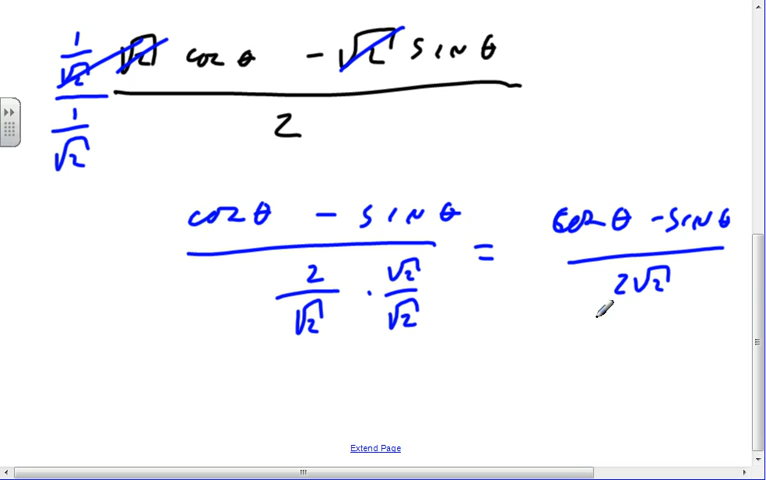 1/√2 √2 cos θ - √2 sin θ
1/√2 2
cos θ - sin θ = cos θ - sin θ
2/√2 · √2/√2 2√2
Extend Page